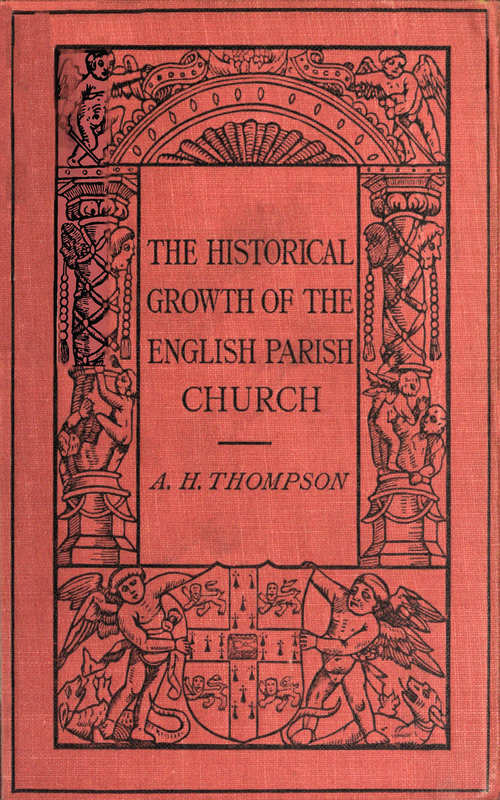 THE HISTORICAL
GROWTH OF THE
ENGLISH PARISH
CHURCH
A. H. THOMPSON